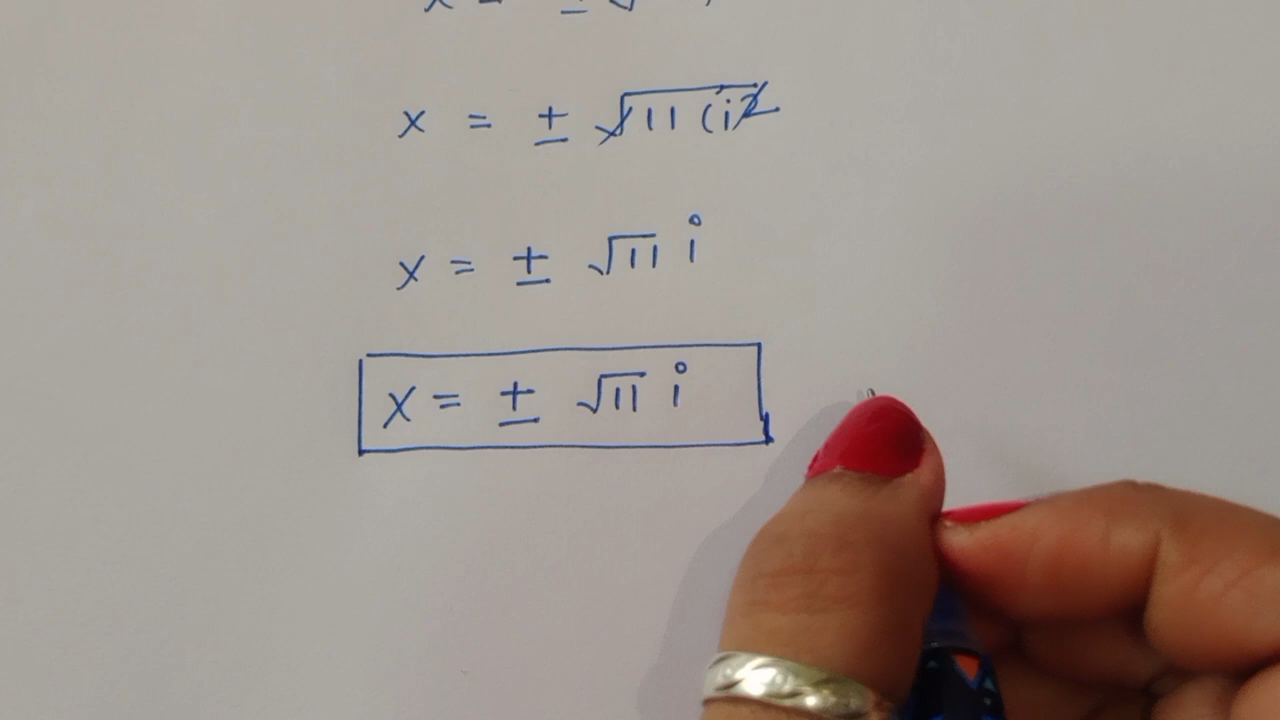 x = ± √11 (i²
x = ± √11 i
x = ± √11 i